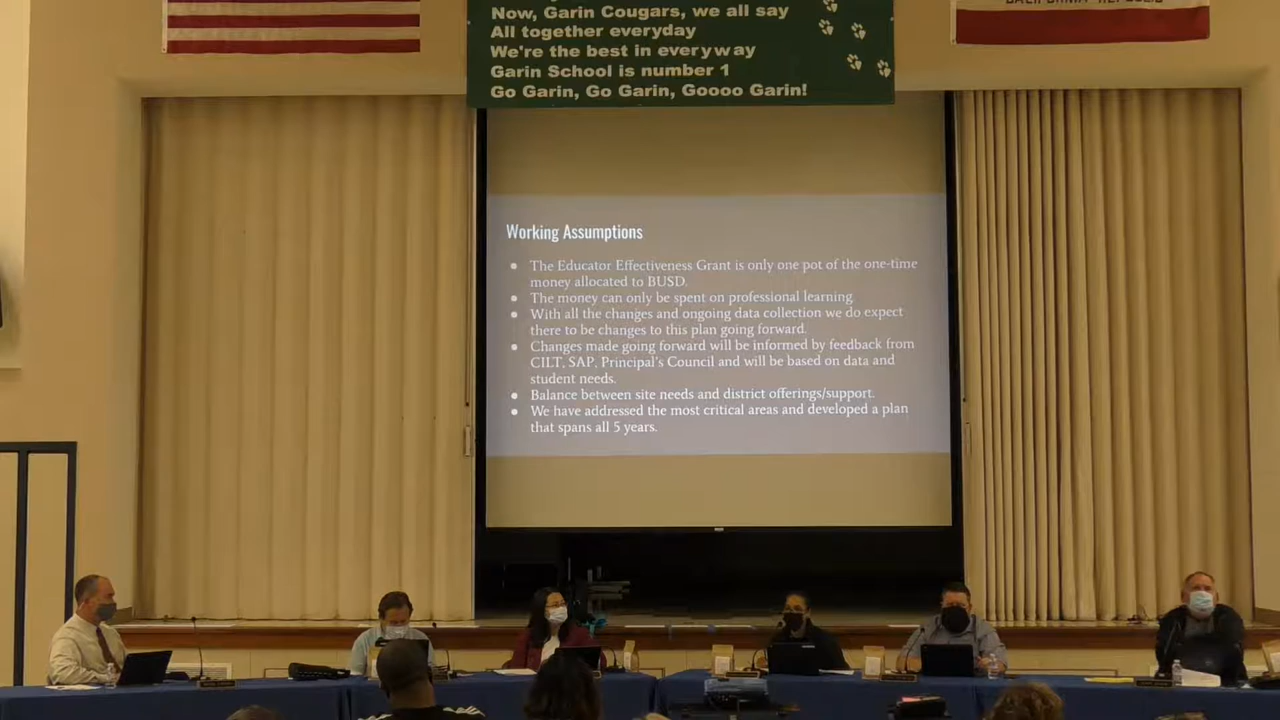 Now, Garin Cougars, we all say
All together everyday
We're the best in everyway
Garin School is number 1
Go Garin, Go Garin, Goooo Garin!
CALIFORNIA REPUBLIC
Working Assumptions
The Educator Effectiveness Grant is only one pot of the one-time
money allocated to BUSD.
The money can only be spent on professional learning.
With all the changes and ongoing data collection we do expect
there to be changes to this plan going forward.
Changes made going forward will be informed by feedback from
CILT, SAP, Principal's Council and will be based on data and
student needs.
Balance between site needs and district offerings/support.
We have addressed the most critical areas and developed a plan
that spans all 5 years.